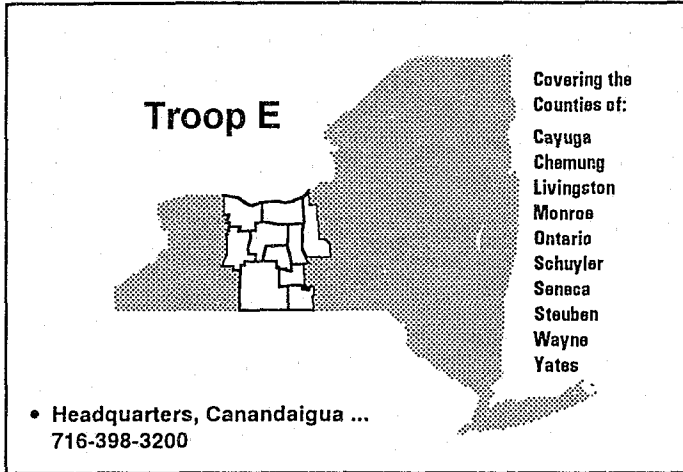 Troop E
Covering the
Counties of:
Cayuga
Chemung
Livingston
Monroe
Ontario
Schuyler
Seneca
Steuben
Wayne
Yates
• Headquarters, Canandaigua ...
716-398-3200